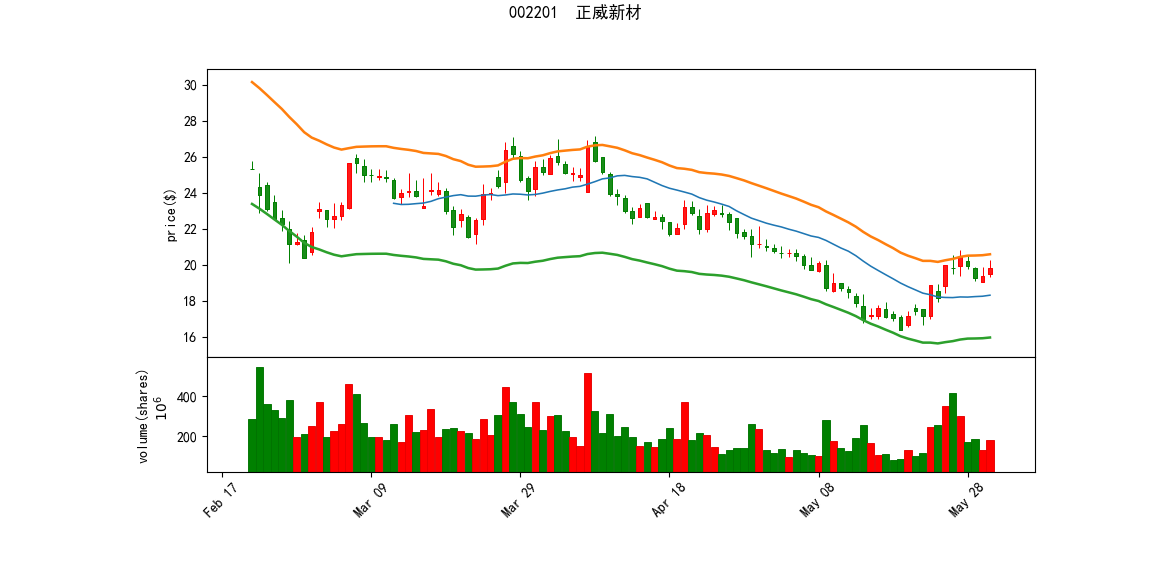 002201 正威新材
price($)
30
28
26
24
22
20
18
16
volume(shares)
10^6
400
200
Feb 17
Mar 09
Mar 29
Apr 18
May 08
May 28